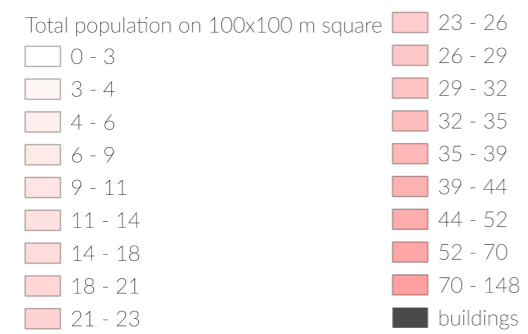 Total population on 100x100 m square
0 - 3
3 - 4
4 - 6
6 - 9
9 - 11
11 - 14
14 - 18
18 - 21
21 - 23
23 - 26
26 - 29
29 - 32
32 - 35
35 - 39
39 - 44
44 - 52
52 - 70
70 - 148
buildings